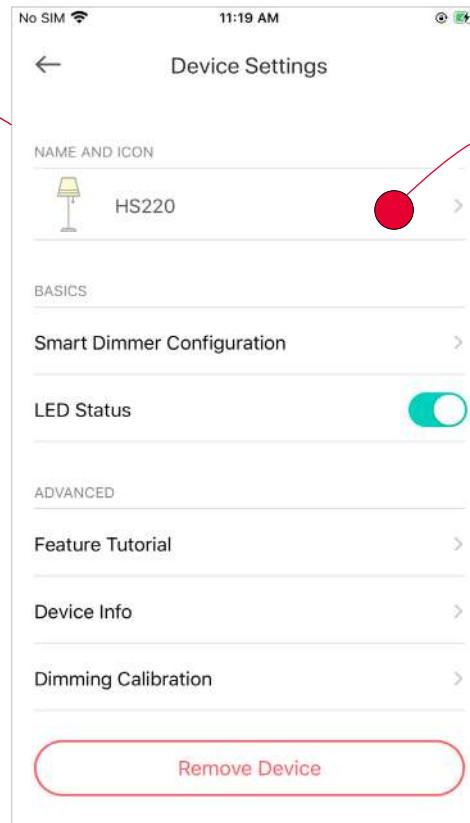 No SIM 11:19 AM
Device Settings
NAME AND ICON
HS220
BASICS
Smart Dimmer Configuration
LED Status
ADVANCED
Feature Tutorial
Device Info
Dimming Calibration
Remove Device